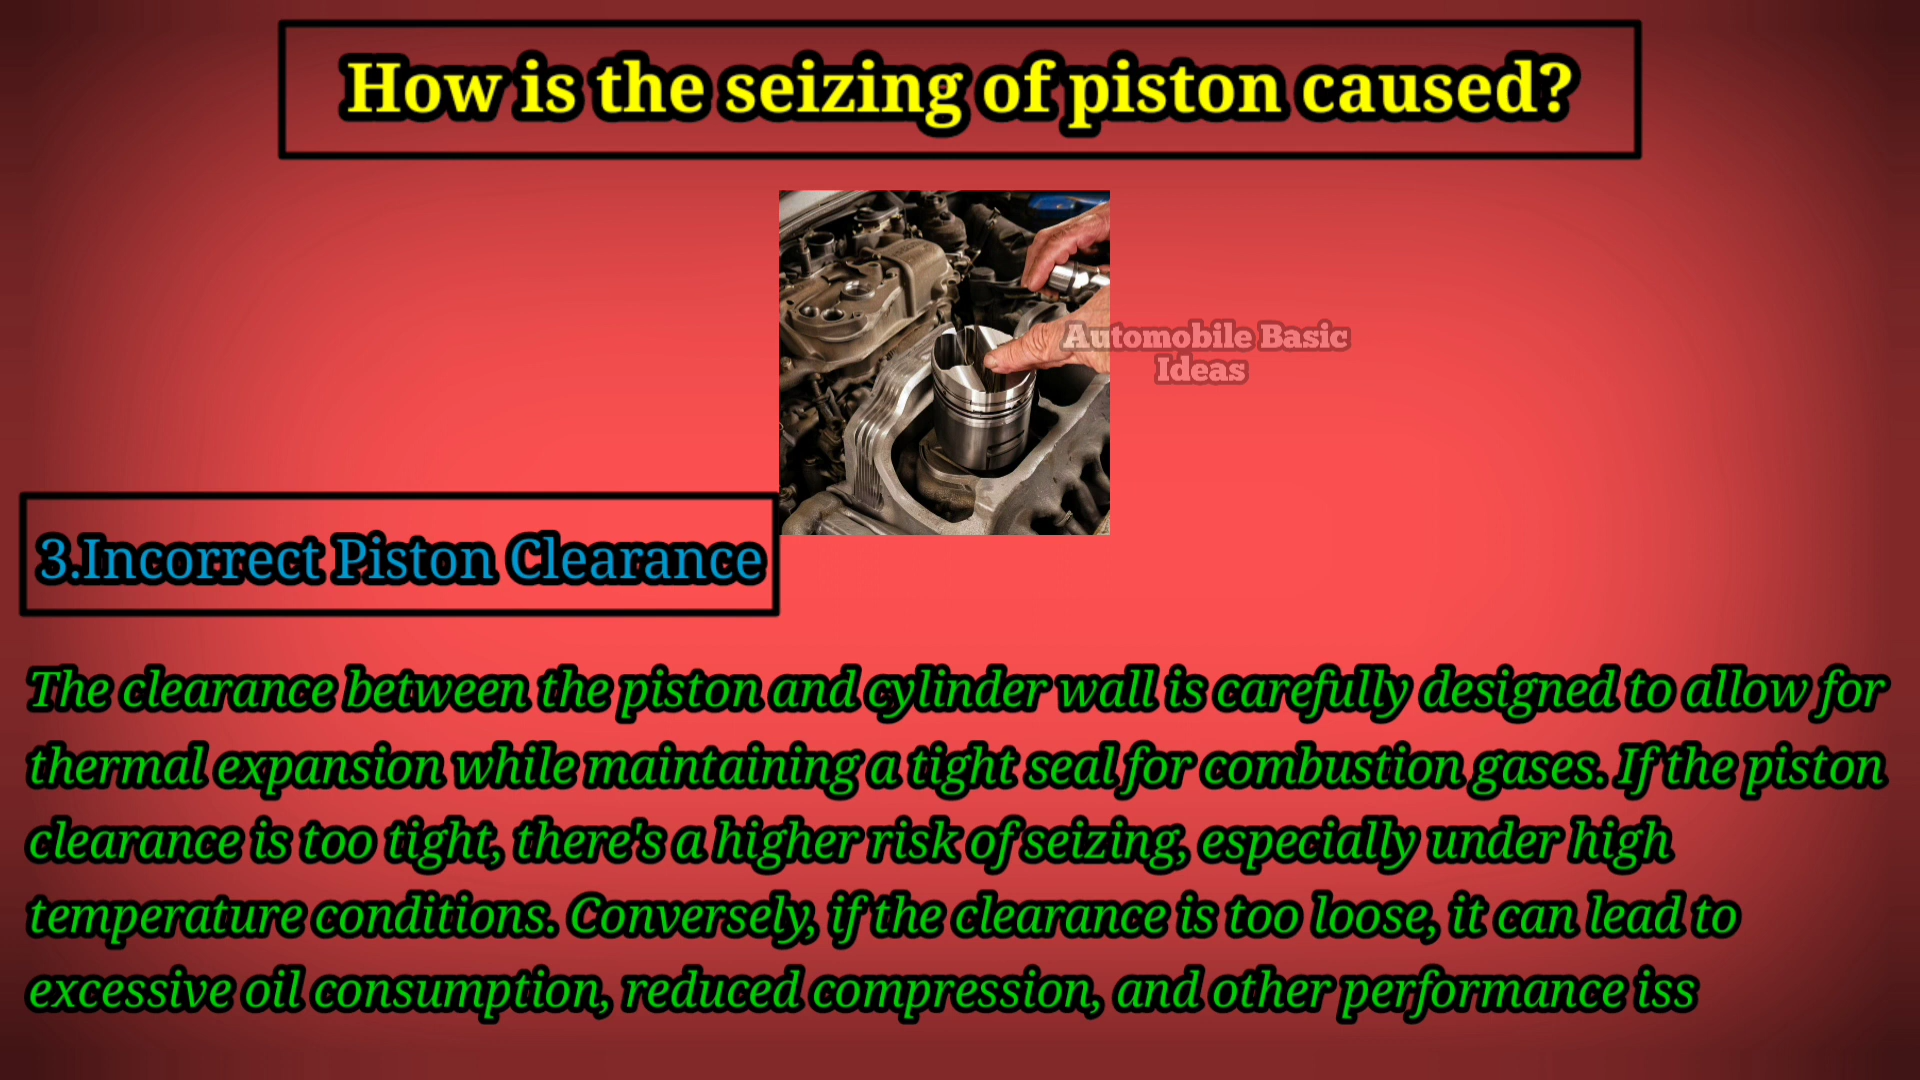 How is the seizing of piston caused?
Automobile Basic
Ideas
3.Incorrect Piston Clearance
The clearance between the piston and cylinder wall is carefully designed to allow for
thermal expansion while maintaining a tight seal for combustion gases. If the piston
clearance is too tight, there's a higher risk of seizing, especially under high
temperature conditions. Conversely, if the clearance is too loose, it can lead to
excessive oil consumption, reduced compression, and other performance iss